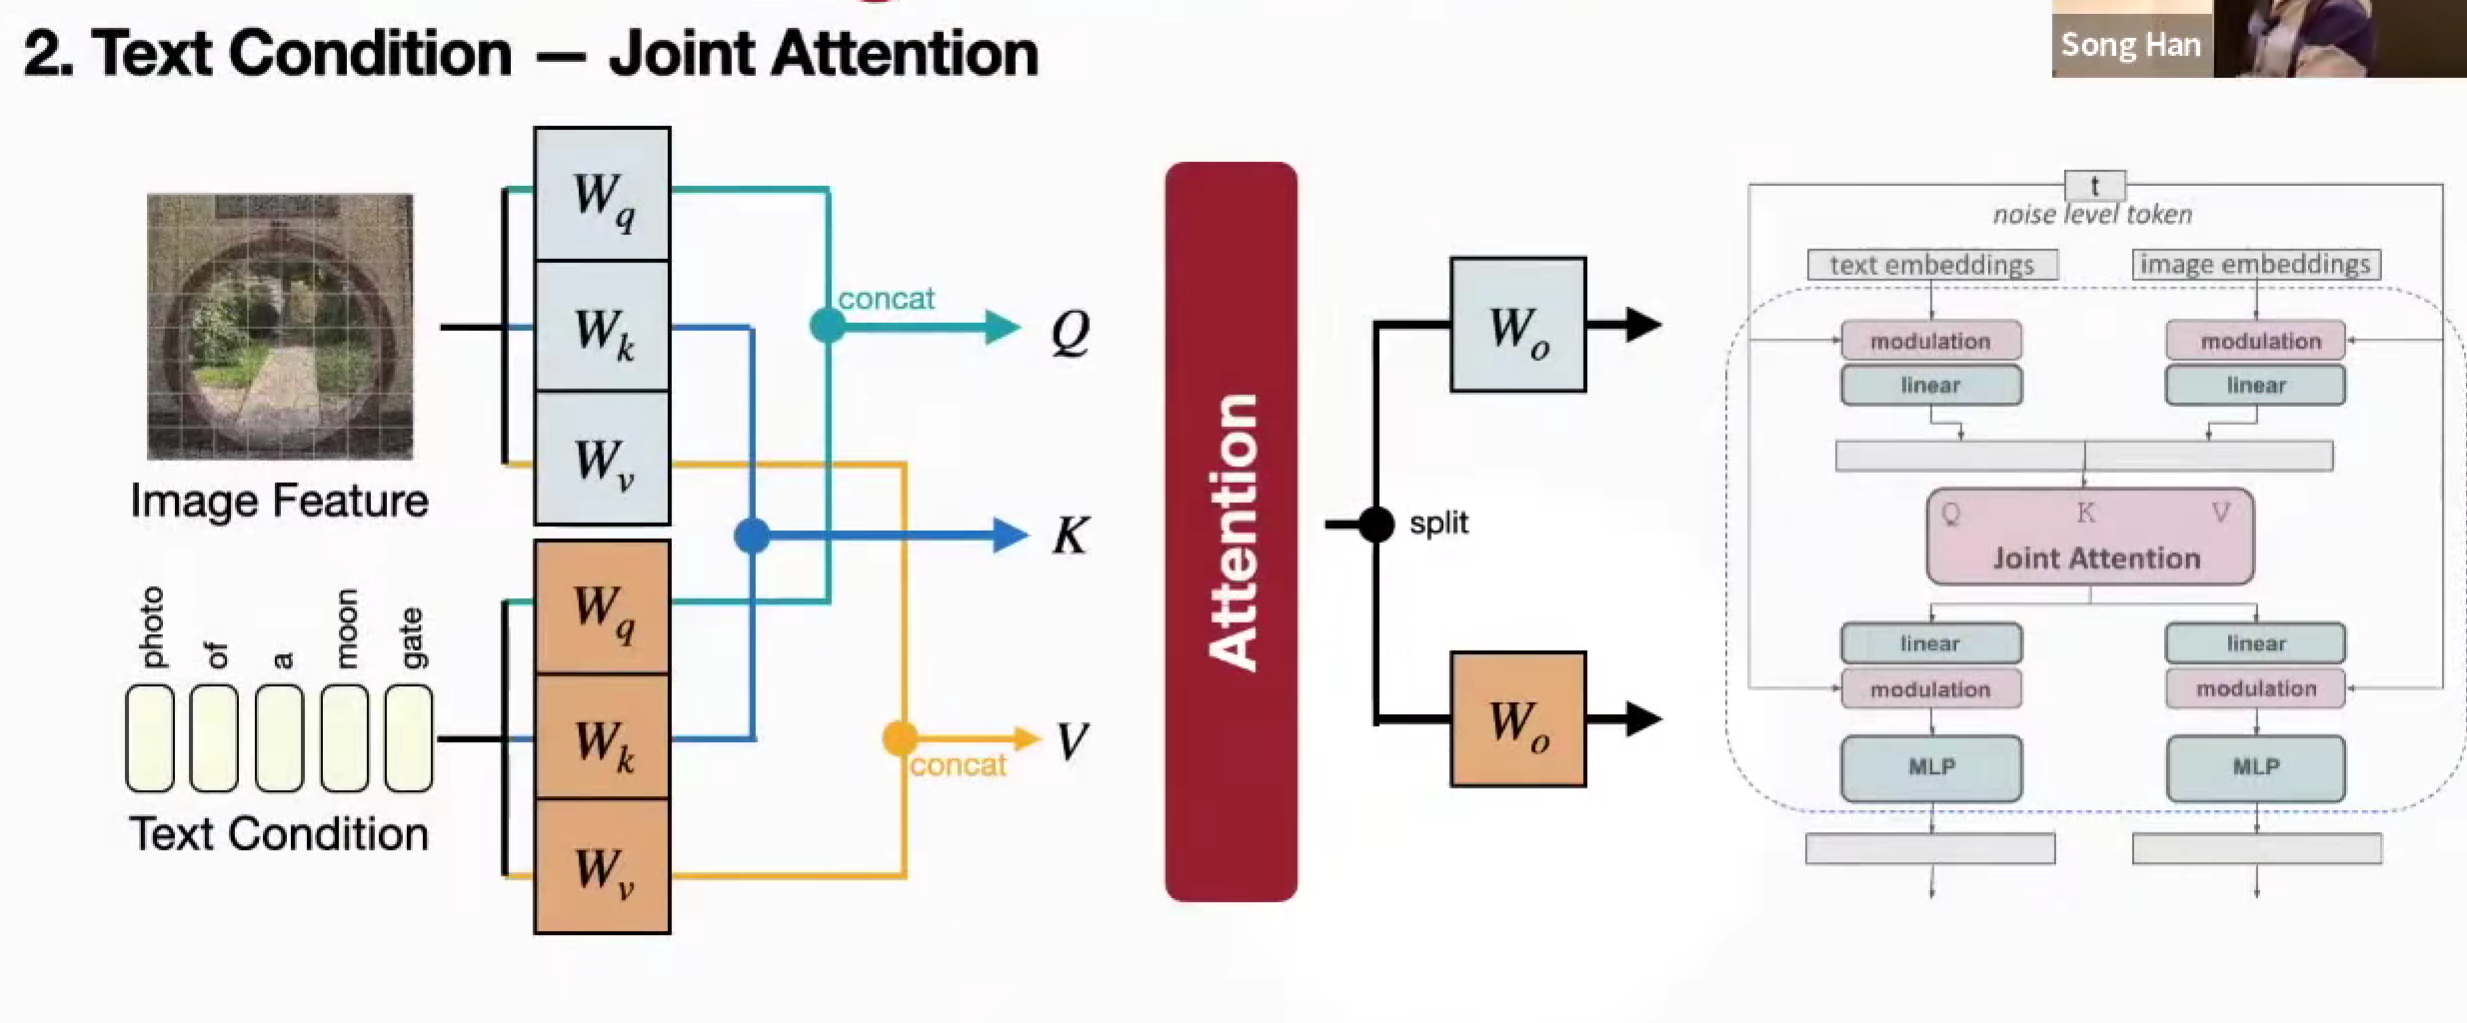 2. Text Condition — Joint Attention
Song Han
W_q
W_k
W_v
Image Feature
photo
of
a
moon
gate
Text Condition
W_q
W_k
W_v
concat
Q
K
V
concat
Attention
split
W_o
W_o
t
noise level token
text embeddings
image embeddings
modulation
modulation
linear
linear
Q K V
Joint Attention
linear
linear
modulation
modulation
MLP
MLP